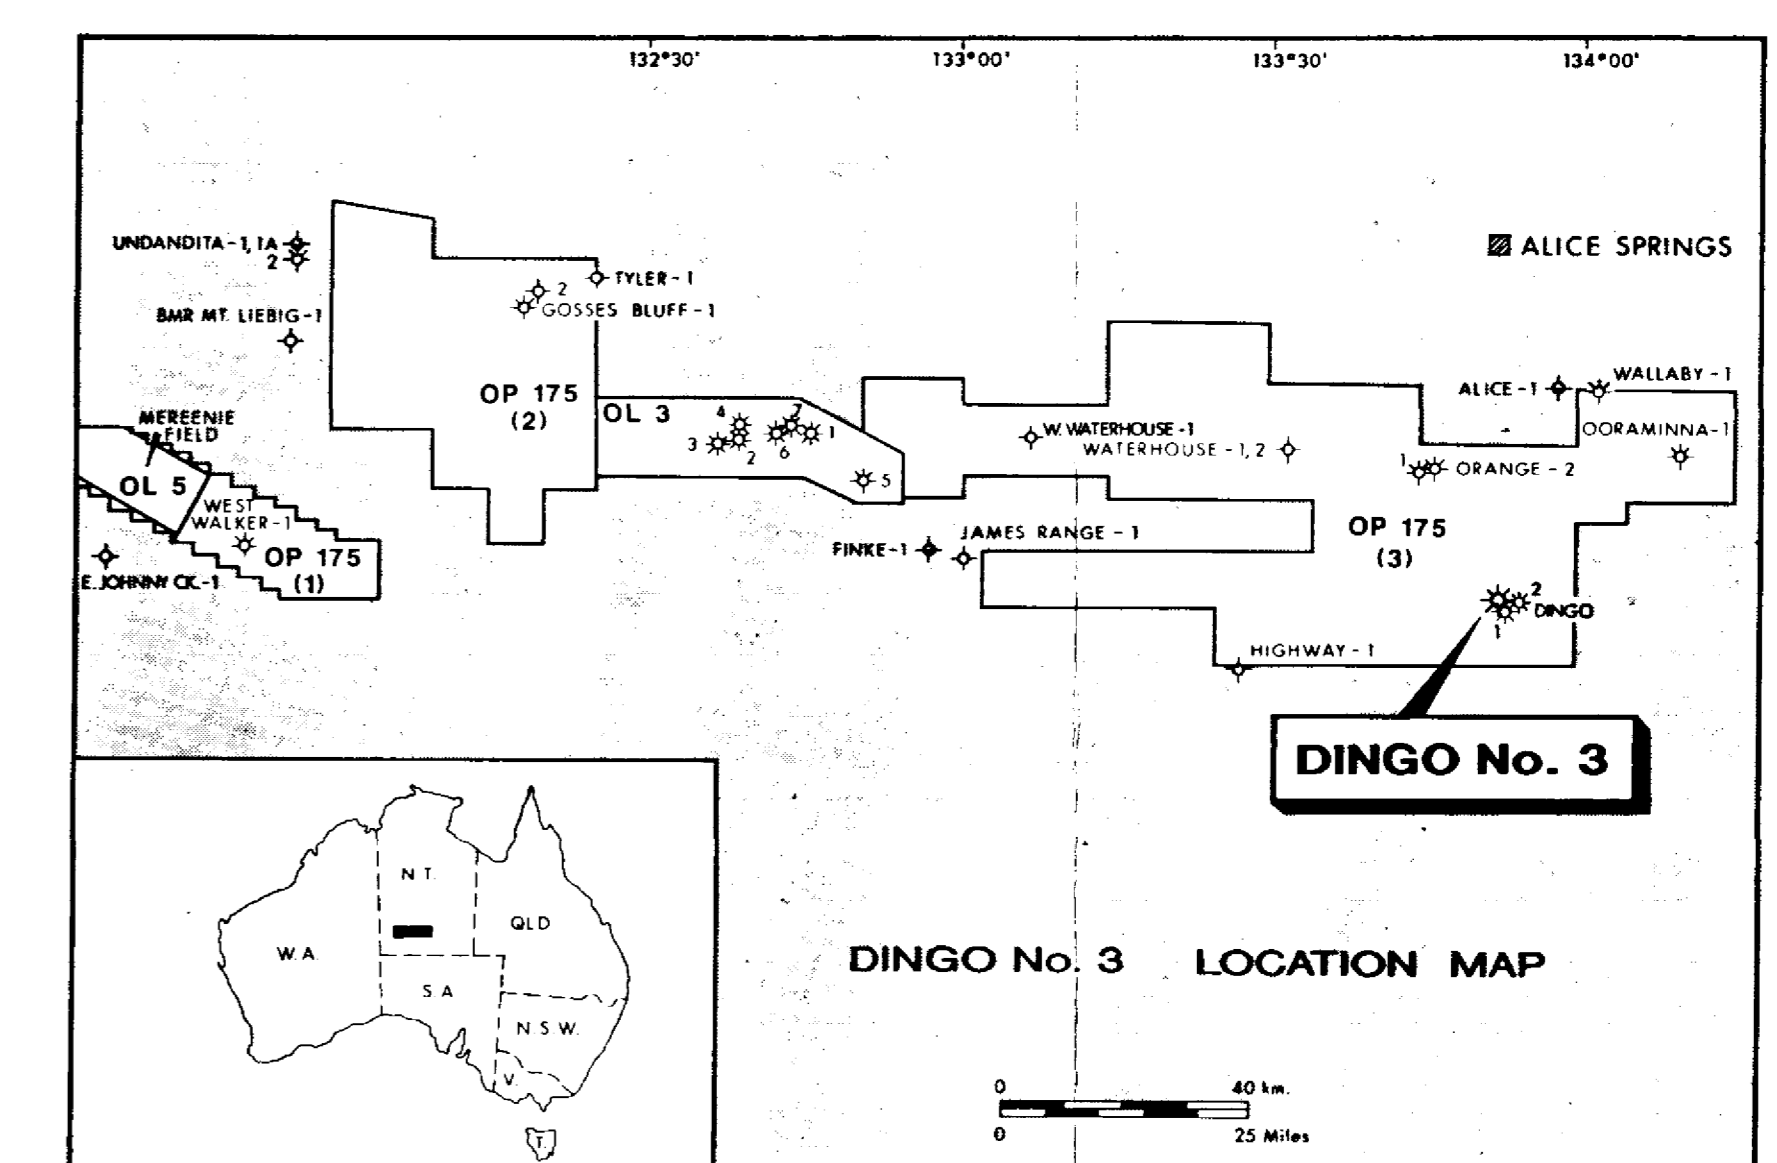 132°30' 133°00' 133°30' 134°00'
UNDANDITA-1,1A
2
ALICE SPRINGS
TYLER-1
2
GOSSES BLUFF-1
BMR MT. LIEBIG-1
OP 175
(2)
OL 3
4
7
3
2
6
1
5
W. WATERHOUSE-1
WATERHOUSE-1,2
ALICE-1
WALLABY-1
OORAMINNA-1
1
ORANGE-2
MEREENIE
FIELD
OL 5
WEST
WALKER-1
OP 175
(1)
E. JOHNNY CK.-1
FINKE-1
JAMES RANGE-1
OP 175
(3)
2
DINGO
1
HIGHWAY-1
DINGO No. 3
N.T.
W.A.
QLD
S.A
N.S.W.
V.
T.
DINGO No. 3 LOCATION MAP
0 40 km.
0 25 Miles